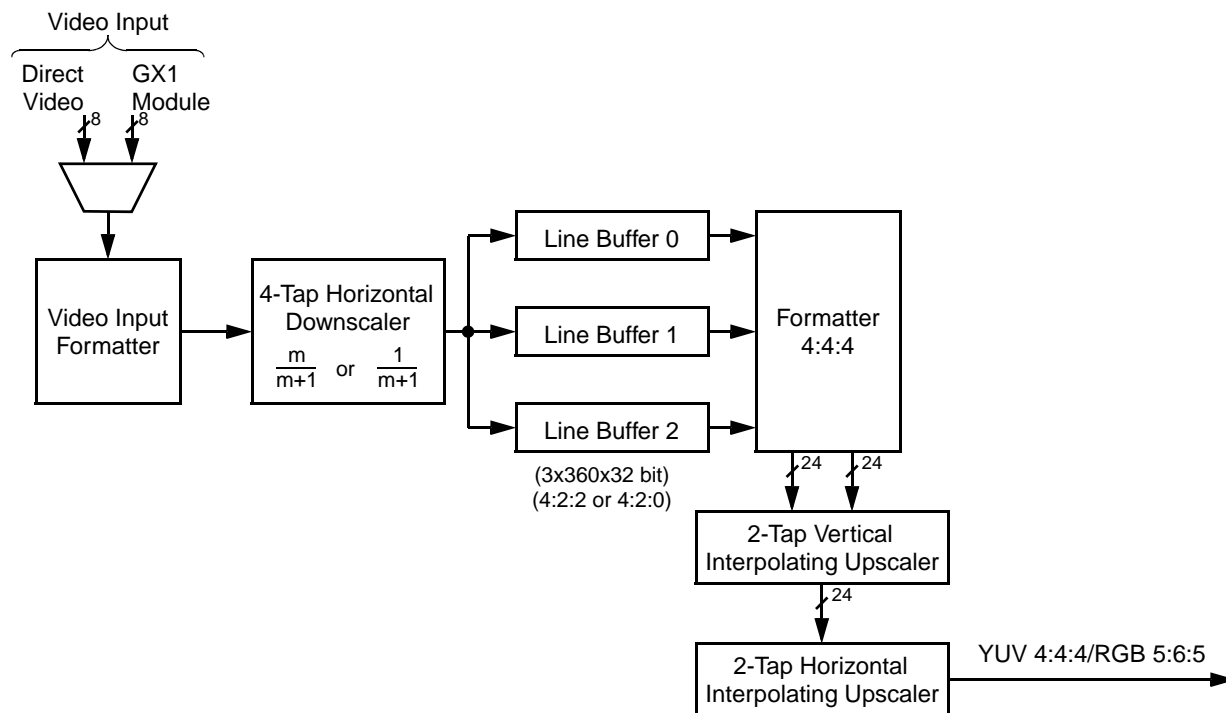 Video Input
Direct
Video
GX1
Module
8
8
Video Input
Formatter
4-Tap Horizontal
Downscaler
m
m+1
or
1
m+1
Line Buffer 0
Line Buffer 1
Line Buffer 2
(3x360x32 bit)
(4:2:2 or 4:2:0)
Formatter
4:4:4
24
24
2-Tap Vertical
Interpolating Upscaler
24
2-Tap Horizontal
Interpolating Upscaler
YUV 4:4:4/RGB 5:6:5